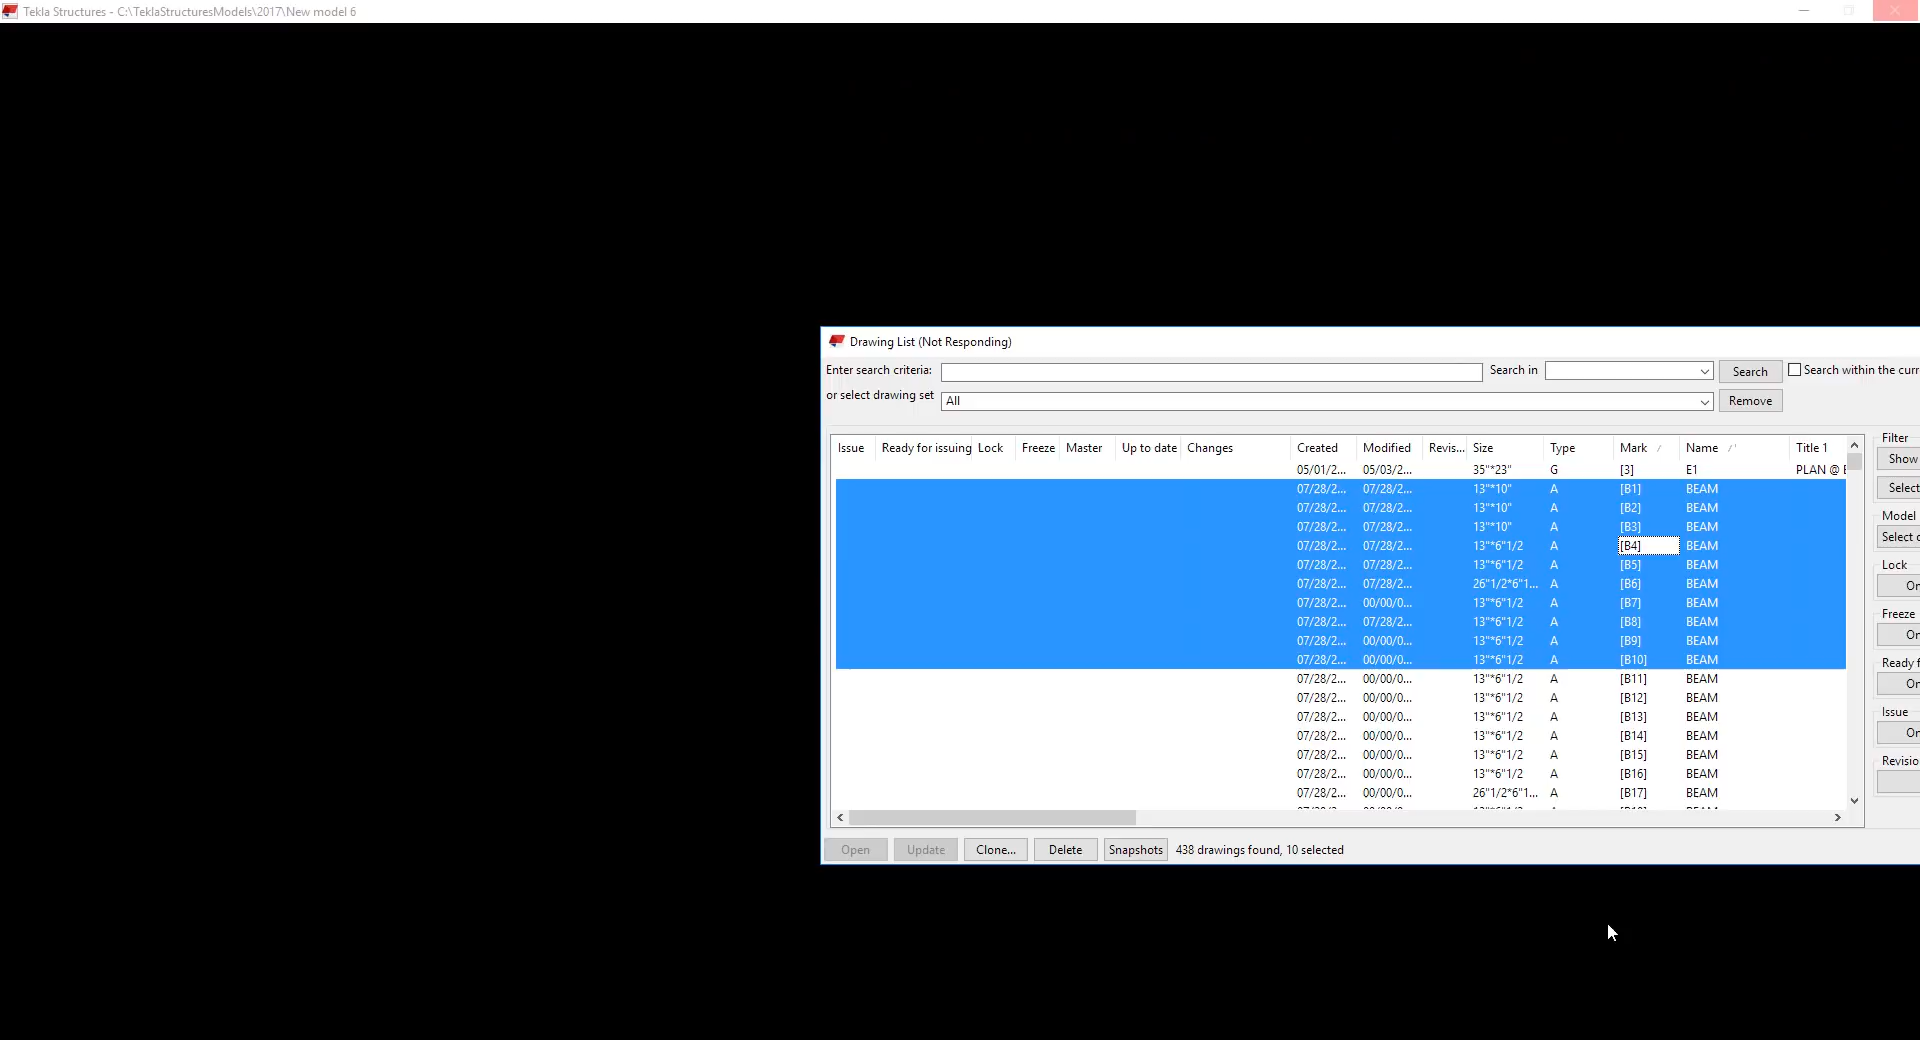 Tekla Structures - C:\TeklaStructuresModels\2017\New model 6
Drawing List (Not Responding)
Enter search criteria: Search in Search Search within the curr
or select drawing set All Remove
Issue Ready for issuing Lock Freeze Master Up to date Changes Created Modified Revis... Size Type Mark Name Title 1
05/01/2... 05/03/2... 35"*23" G [3] E1 PLAN @ E
07/28/2... 07/28/2... 13"*10" A [B1] BEAM
07/28/2... 07/28/2... 13"*10" A [B2] BEAM
07/28/2... 07/28/2... 13"*10" A [B3] BEAM
07/28/2... 07/28/2... 13"*6"1/2 A [B4] BEAM
07/28/2... 07/28/2... 13"*6"1/2 A [B5] BEAM
07/28/2... 07/28/2... 26"1/2*6"1... A [B6] BEAM
07/28/2... 00/00/0... 13"*6"1/2 A [B7] BEAM
07/28/2... 07/28/2... 13"*6"1/2 A [B8] BEAM
07/28/2... 00/00/0... 13"*6"1/2 A [B9] BEAM
07/28/2... 00/00/0... 13"*6"1/2 A [B10] BEAM
07/28/2... 00/00/0... 13"*6"1/2 A [B11] BEAM
07/28/2... 00/00/0... 13"*6"1/2 A [B12] BEAM
07/28/2... 00/00/0... 13"*6"1/2 A [B13] BEAM
07/28/2... 00/00/0... 13"*6"1/2 A [B14] BEAM
07/28/2... 00/00/0... 13"*6"1/2 A [B15] BEAM
07/28/2... 00/00/0... 13"*6"1/2 A [B16] BEAM
07/28/2... 00/00/0... 26"1/2*6"1... A [B17] BEAM
Filter
Show
Select
Model
Select
Lock
On
Freeze
On
Ready f
On
Issue
On
Revisio
Open Update Clone... Delete Snapshots 438 drawings found, 10 selected